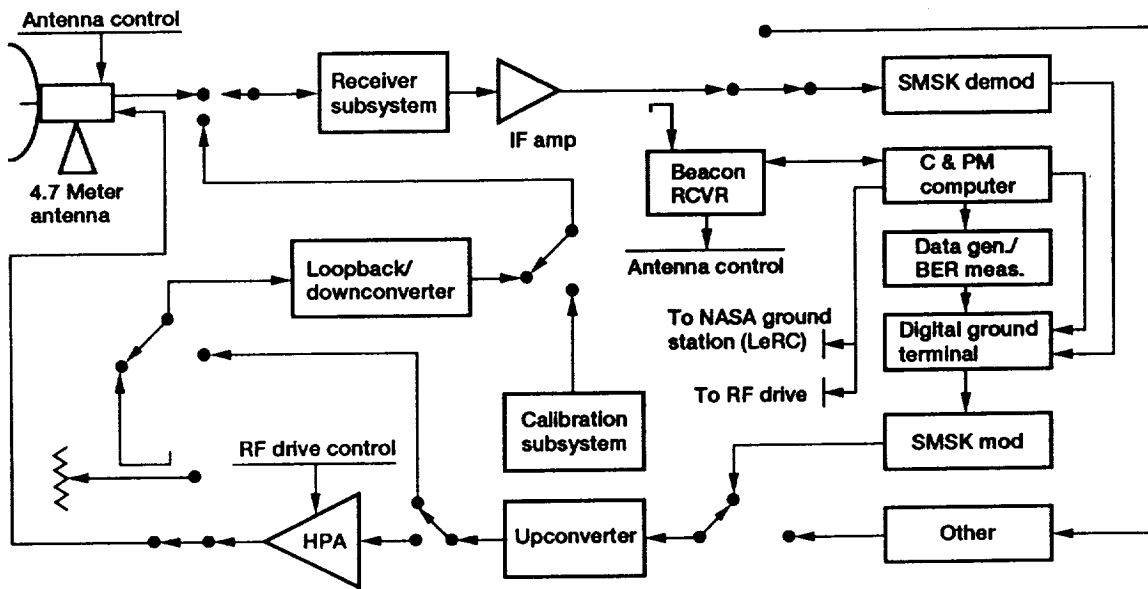 Antenna control
Receiver
subsystem
IF amp
SMSK demod
4.7 Meter
antenna
Beacon
RCVR
C & PM
computer
Antenna control
Data gen./
BER meas.
Loopback/
downconverter
To NASA ground
station (LeRC)
Digital ground
terminal
To RF drive
Calibration
subsystem
SMSK mod
RF drive control
HPA
Upconverter
Other